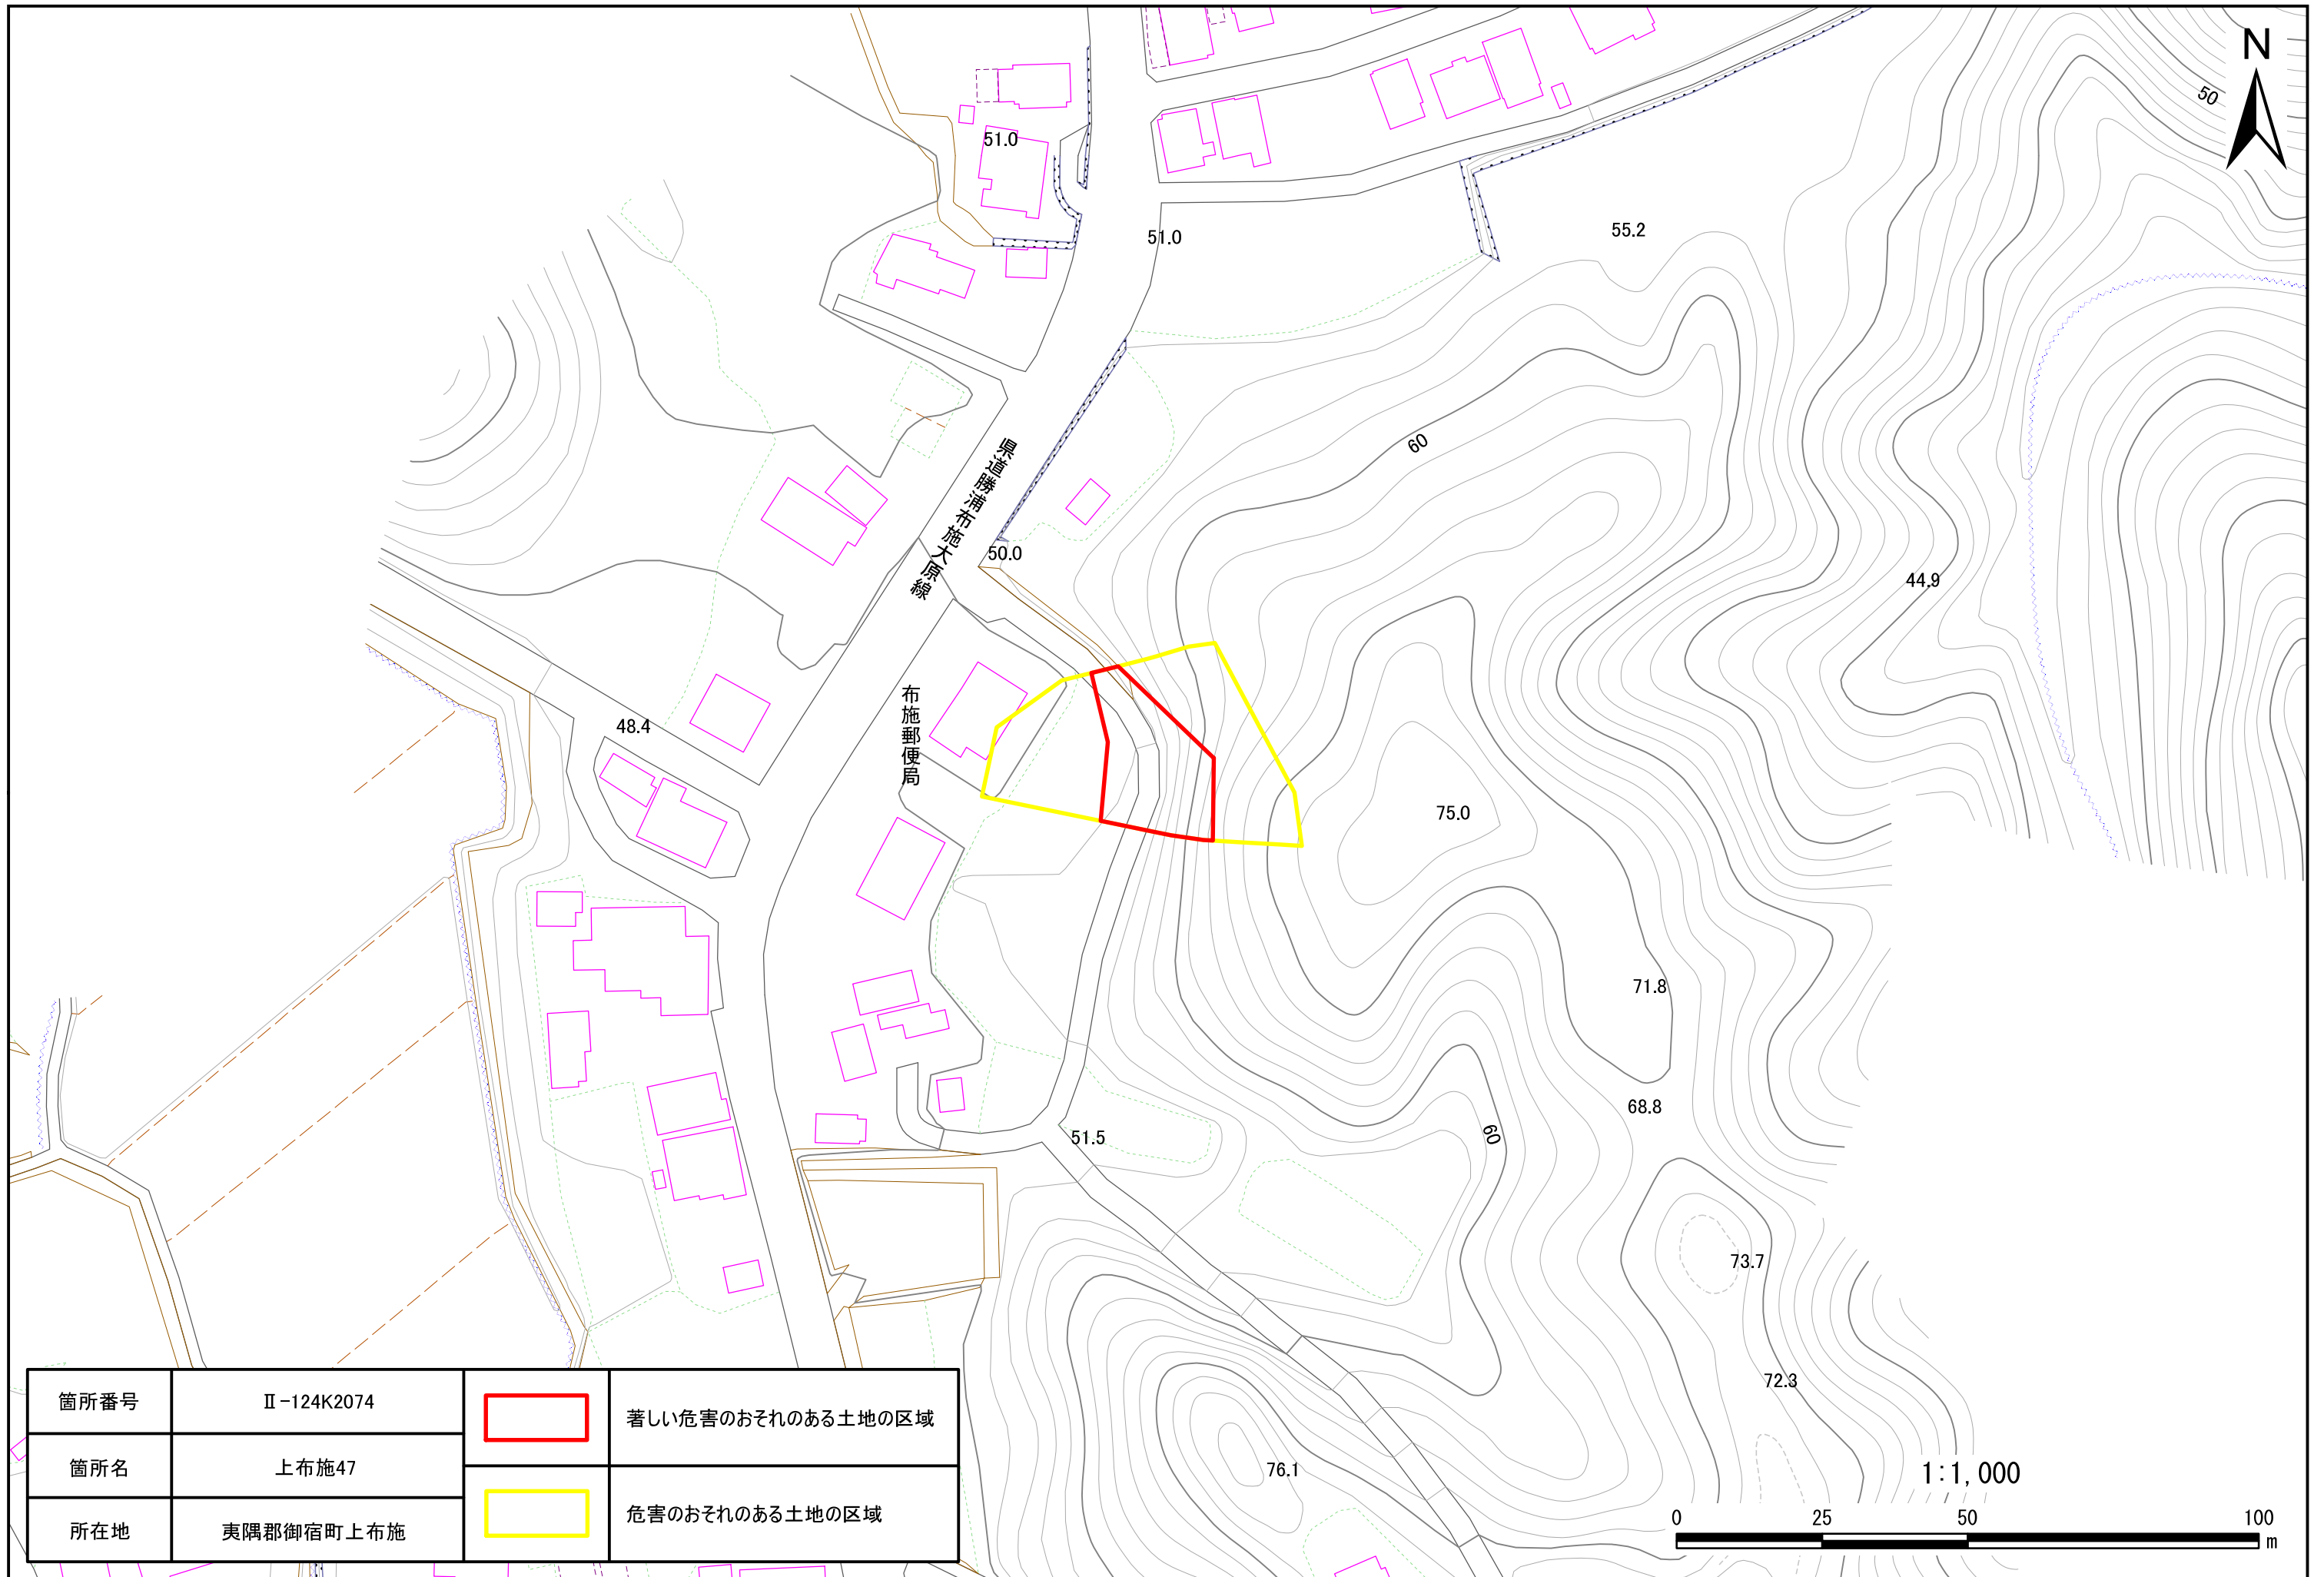 N
50
51.0
51.0
55.2
60
県道勝浦布施大原線
50.0
44.9
布施郵便局
48.4
75.0
71.8
68.8
60
51.5
73.7
72.3
76.1
箇所番号
Ⅱ-124K2074
箇所名
上布施47
所在地
夷隅郡御宿町上布施
著しい危害のおそれのある土地の区域
危害のおそれのある土地の区域
1:1,000
0 25 50 100
m